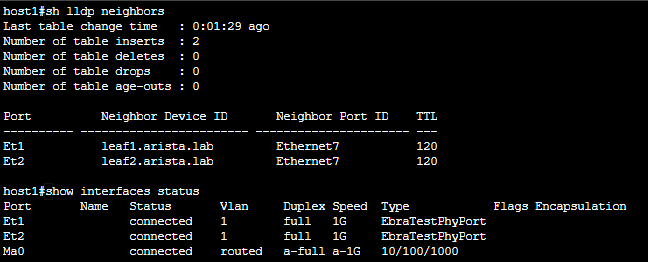 host1#sh lldp neighbors
Last table change time   : 0:01:29 ago
Number of table inserts  : 2
Number of table deletes  : 0
Number of table drops    : 0
Number of table age-outs : 0
Port          Neighbor Device ID       Neighbor Port ID    TTL
----------- ------------------------ ---------------------- ---
Et1           leaf1.arista.lab         Ethernet7           120
Et2           leaf2.arista.lab         Ethernet7           120
host1#show interfaces status
Port       Name   Status       Vlan     Duplex Speed  Type            Flags Encapsulation
Et1               connected    1        full   1G     EbraTestPhyPort
Et2               connected    1        full   1G     EbraTestPhyPort
Ma0               connected    routed   a-full a-1G   10/100/1000